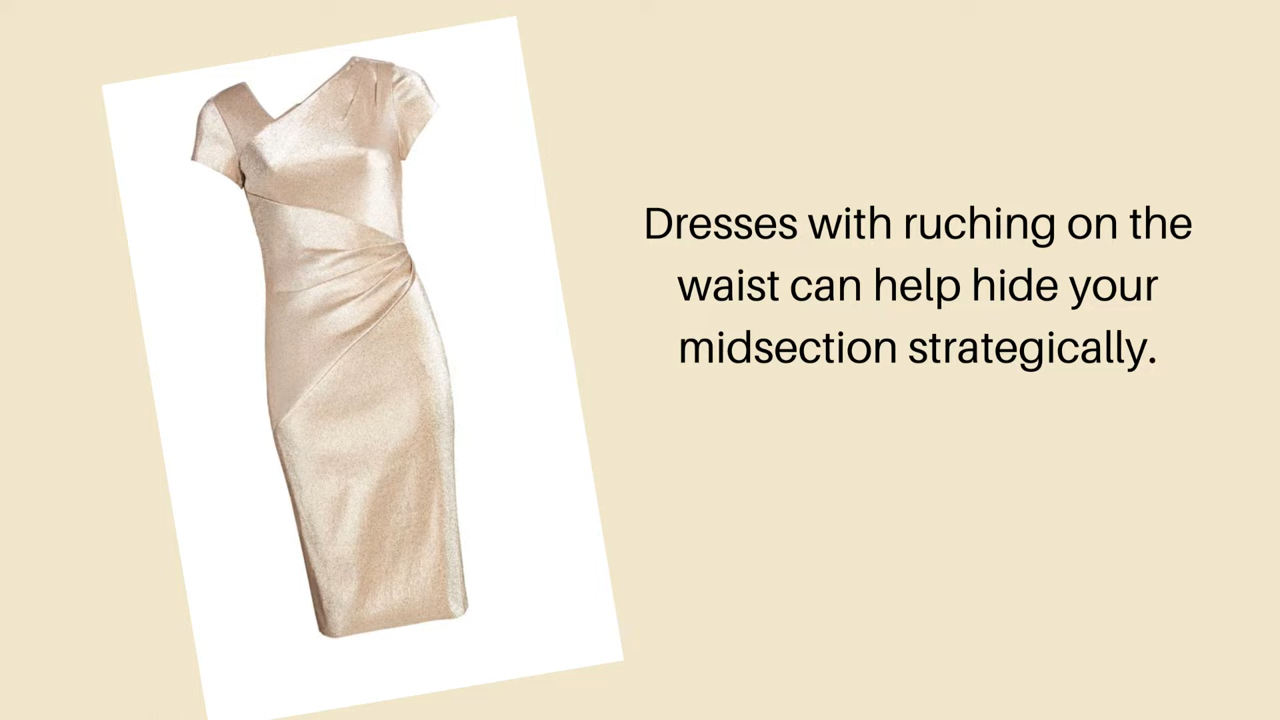 Dresses with ruching on the
waist can help hide your
midsection strategically.